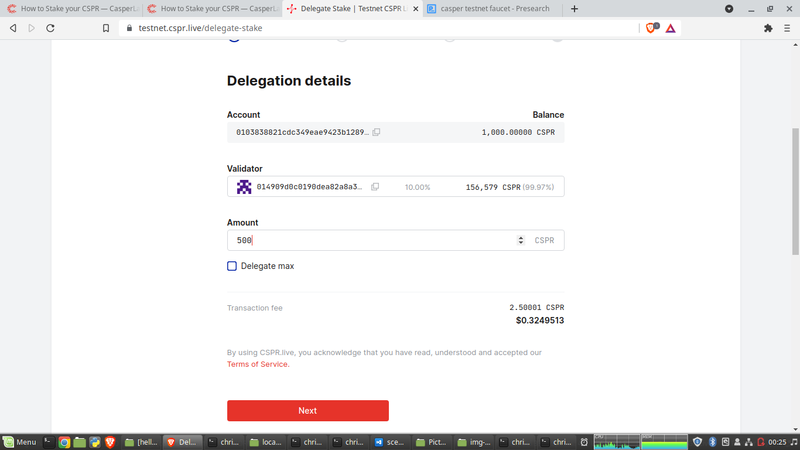 How to Stake your CSPR — CasperL
How to Stake your CSPR — CasperL
Delegate Stake | Testnet CSPR L
casper testnet faucet - Presearch
testnet.cspr.live/delegate-stake
Delegation details
Account
Balance
0103838821cdc349eae9423b1289…
1,000.00000 CSPR
Validator
014909d0c0190dea82a8a3…
10.00%
156,579 CSPR (99.97%)
Amount
500
CSPR
Delegate max
Transaction fee
2.50001 CSPR
$0.3249513
By using CSPR.live, you acknowledge that you have read, understood and accepted our
Terms of Service.
Next
Menu
[hell...
Del...
chri...
loca...
chri...
chri...
sce...
Pict...
img-...
chri...
chri...
00:25